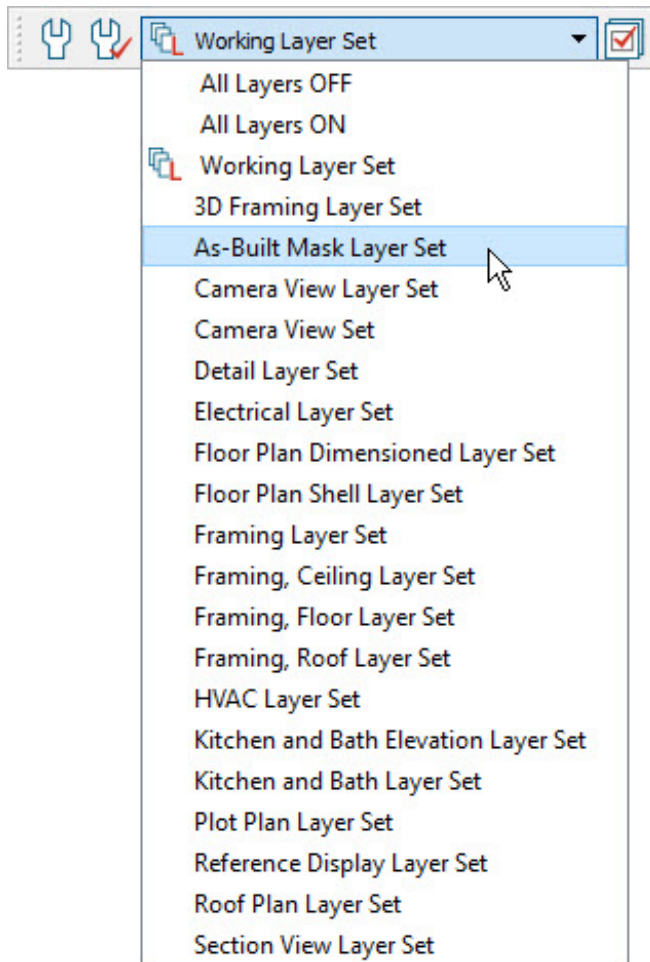 Working Layer Set
All Layers OFF
All Layers ON
Working Layer Set
3D Framing Layer Set
As-Built Mask Layer Set
Camera View Layer Set
Camera View Set
Detail Layer Set
Electrical Layer Set
Floor Plan Dimensioned Layer Set
Floor Plan Shell Layer Set
Framing Layer Set
Framing, Ceiling Layer Set
Framing, Floor Layer Set
Framing, Roof Layer Set
HVAC Layer Set
Kitchen and Bath Elevation Layer Set
Kitchen and Bath Layer Set
Plot Plan Layer Set
Reference Display Layer Set
Roof Plan Layer Set
Section View Layer Set